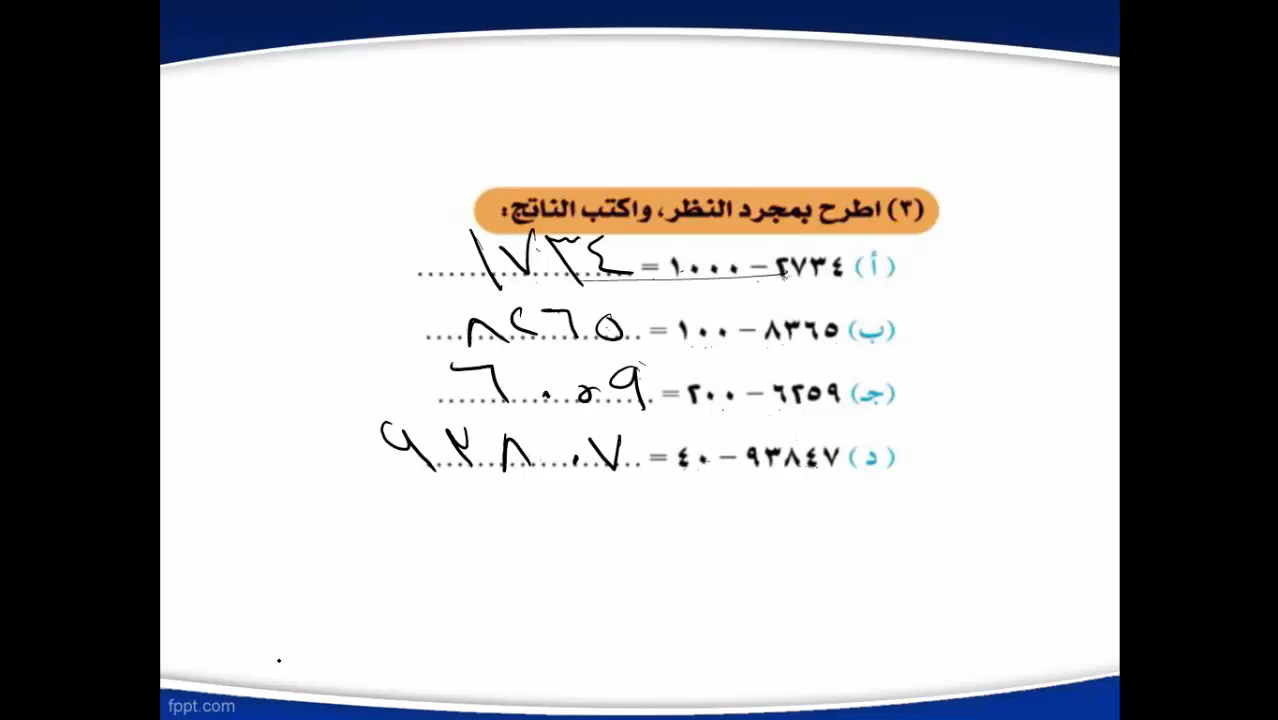 (٣) اطرح بمجرد النظر، واكتب الناتج:
(أ) ٢٧٣٤ – ١٠٠٠ = ١٧٣٤
(ب) ٨٣٦٥ – ١٠٠ = ٨٢٦٥
(جـ) ٦٢٥٩ – ٢٠٠ = ٦٠٥٩
(د) ٩٣٨٤٧ – ٤٠ = ٩٣٨٠٧
fppt.com